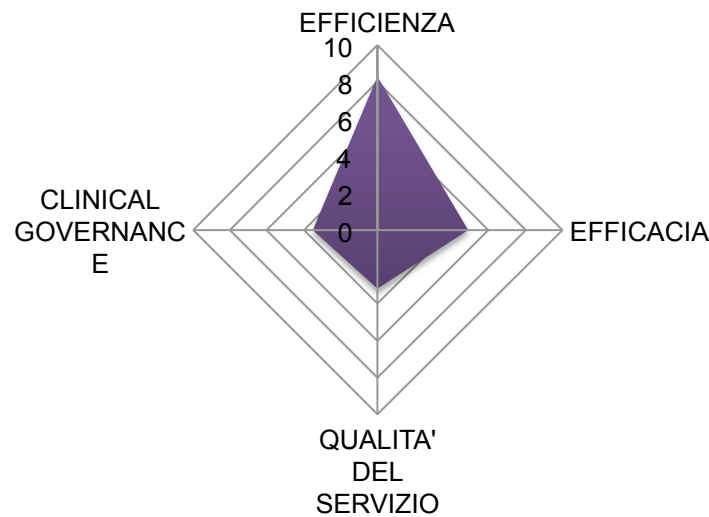 EFFICIENZA
10
8
6
4
2
0
EFFICACIA
QUALITA'
DEL
SERVIZIO
CLINICAL
GOVERNANC
E